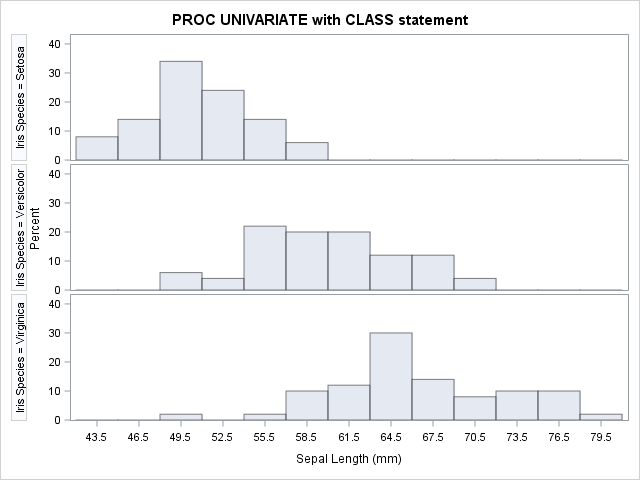 PROC UNIVARIATE with CLASS statement
Iris Species = Setosa
40
30
20
10
0
Iris Species = Versicolor
Percent
40
30
20
10
0
Iris Species = Virginica
40
30
20
10
0
43.5 46.5 49.5 52.5 55.5 58.5 61.5 64.5 67.5 70.5 73.5 76.5 79.5
Sepal Length (mm)